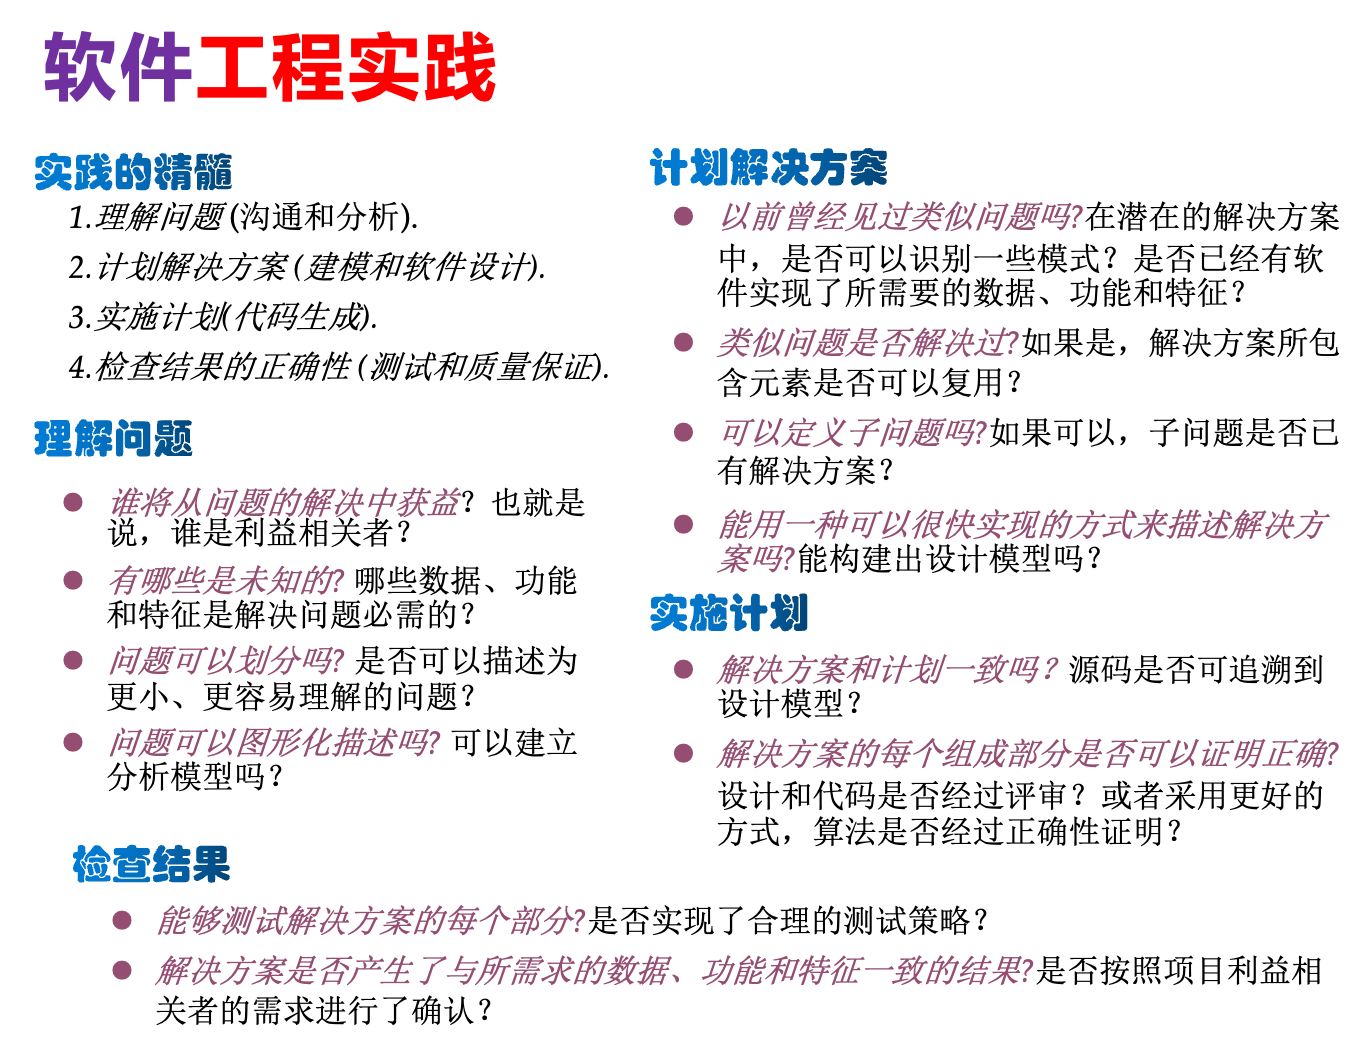 软件工程实践
实践的精髓
1.理解问题 (沟通和分析).
2.计划解决方案 (建模和软件设计).
3.实施计划(代码生成).
4.检查结果的正确性 (测试和质量保证).
理解问题
● 谁将从问题的解决中获益？也就是
说，谁是利益相关者？
● 有哪些是未知的? 哪些数据、功能
和特征是解决问题必需的？
● 问题可以划分吗? 是否可以描述为
更小、更容易理解的问题？
● 问题可以图形化描述吗? 可以建立
分析模型吗？
计划解决方案
● 以前曾经见过类似问题吗?在潜在的解决方案
中，是否可以识别一些模式？是否已经有软
件实现了所需要的数据、功能和特征？
● 类似问题是否解决过?如果是，解决方案所包
含元素是否可以复用？
● 可以定义子问题吗?如果可以，子问题是否已
有解决方案？
● 能用一种可以很快实现的方式来描述解决方
案吗?能构建出设计模型吗？
实施计划
● 解决方案和计划一致吗？源码是否可追溯到
设计模型？
● 解决方案的每个组成部分是否可以证明正确?
设计和代码是否经过评审？或者采用更好的
方式，算法是否经过正确性证明？
检查结果
● 能够测试解决方案的每个部分?是否实现了合理的测试策略？
● 解决方案是否产生了与所需求的数据、功能和特征一致的结果?是否按照项目利益相
关者的需求进行了确认？